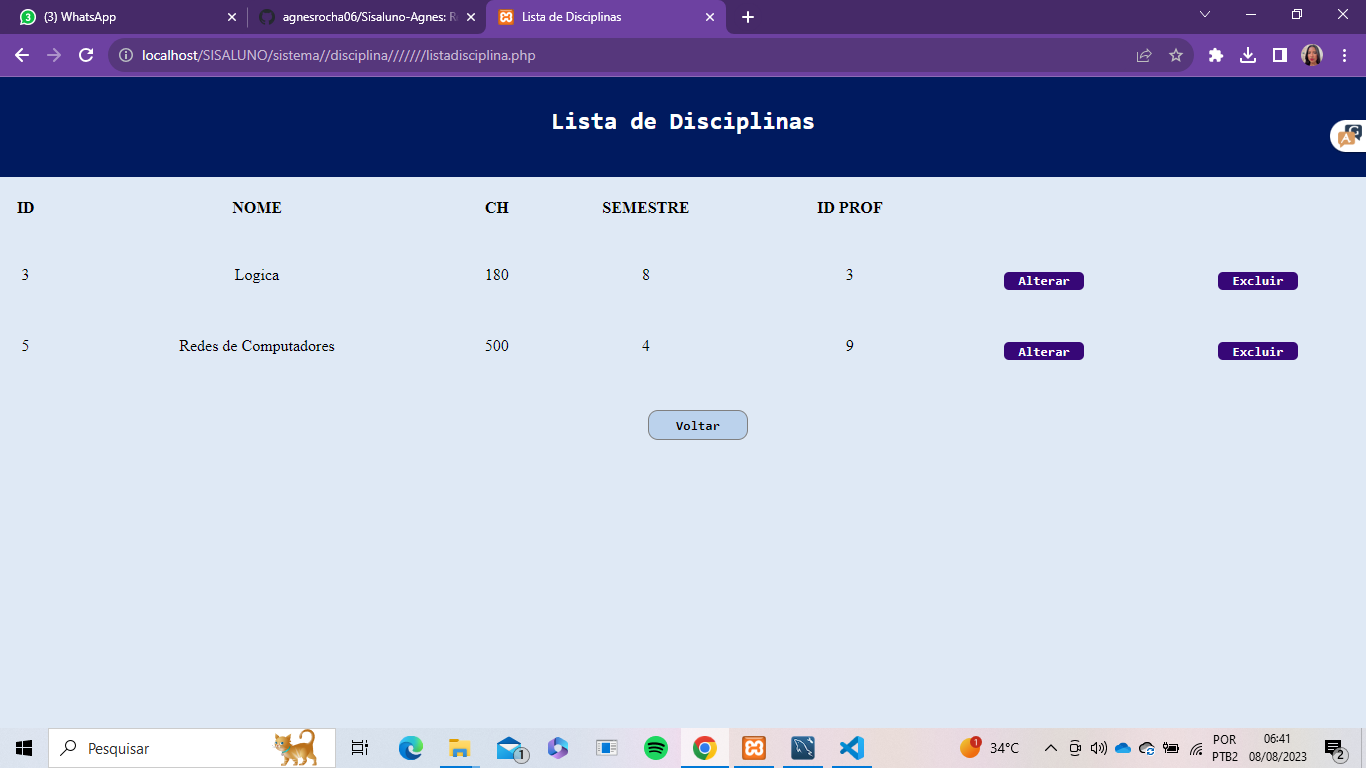 3
(3) WhatsApp
agnesrocha06/Sisaluno-Agnes: R
Lista de Disciplinas
localhost/SISALUNO/sistema//disciplina///////listadisciplina.php
Lista de Disciplinas
A G
ID NOME CH SEMESTRE ID PROF
3 Logica 180 8 3 Alterar Excluir
5 Redes de Computadores 500 4 9 Alterar Excluir
Voltar
Pesquisar
1
1
34°C
POR
PTB2
06:41
08/08/2023
2